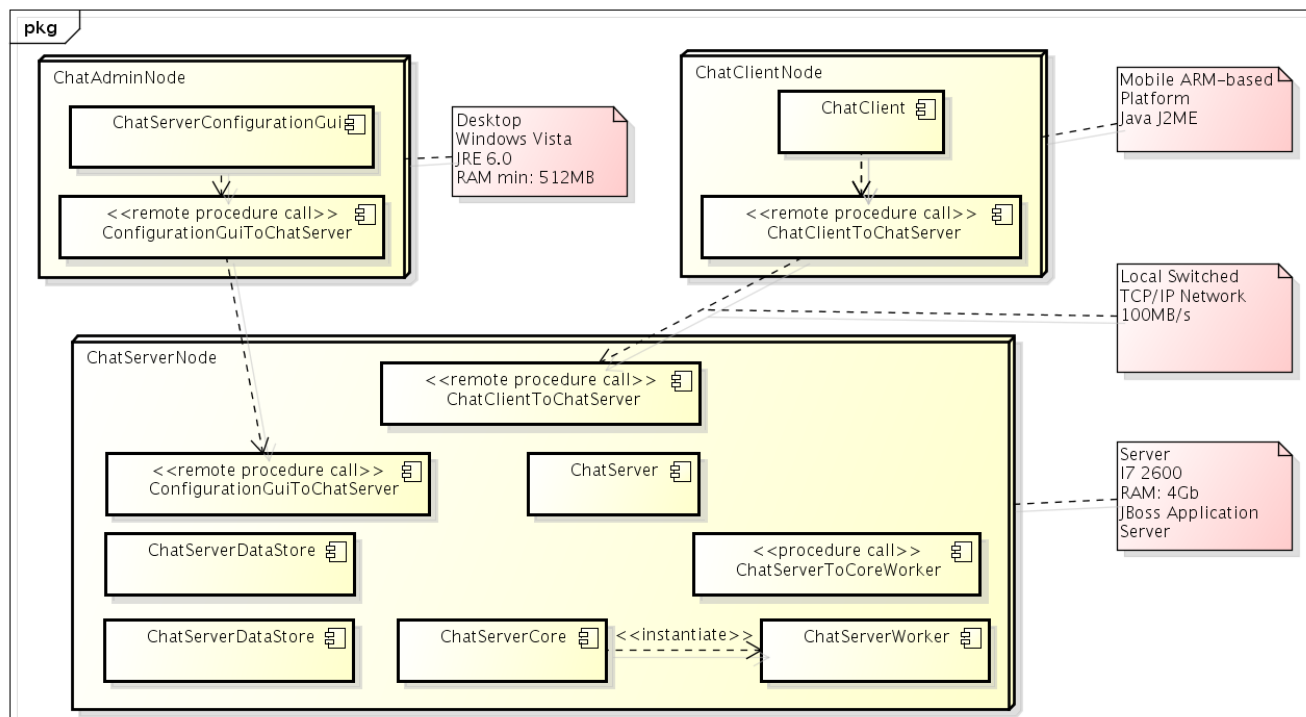 pkg
ChatAdminNode
ChatServerConfigurationGui
<<remote procedure call>>
ConfigurationGuiToChatServer
Desktop
Windows Vista
JRE 6.0
RAM min: 512MB
ChatClientNode
ChatClient
<<remote procedure call>>
ChatClientToChatServer
Mobile ARM-based
Platform
Java J2ME
Local Switched
TCP/IP Network
100MB/s
ChatServerNode
<<remote procedure call>>
ChatClientToChatServer
<<remote procedure call>>
ConfigurationGuiToChatServer
ChatServer
Server
I7 2600
RAM: 4Gb
JBoss Application
Server
ChatServerDataStore
<<procedure call>>
ChatServerToCoreWorker
ChatServerDataStore
ChatServerCore
<<instantiate>>
ChatServerWorker